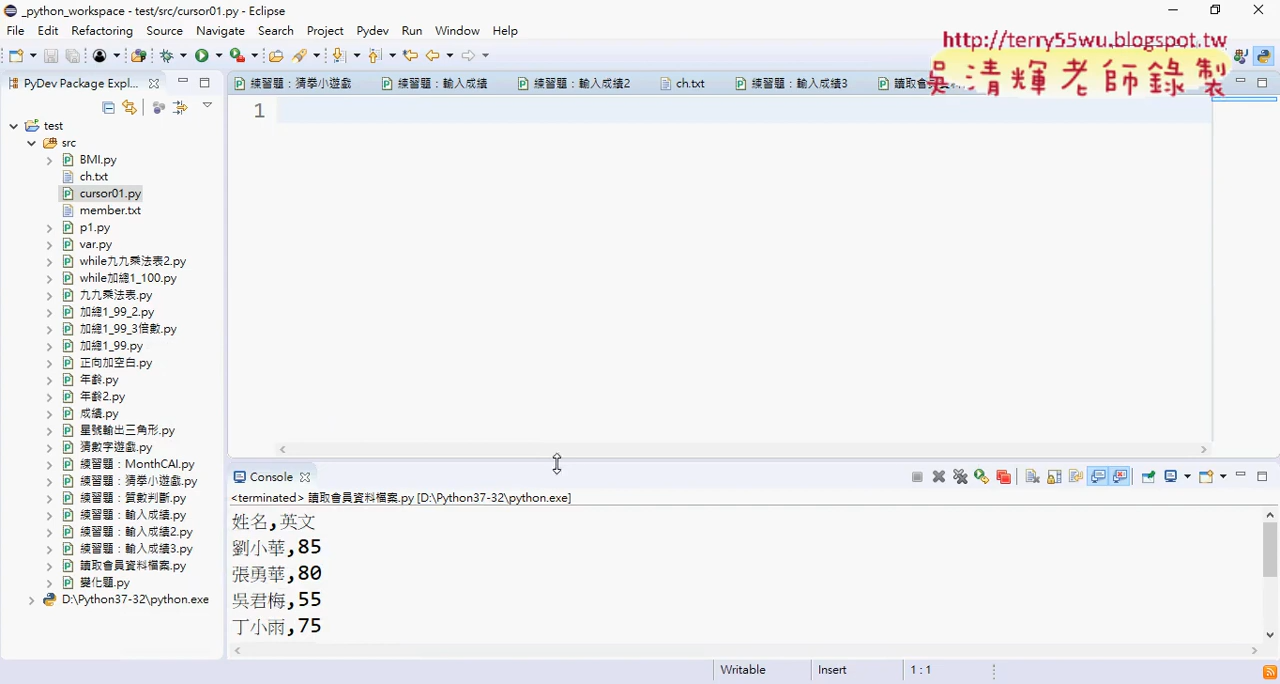 _python_workspace - test/src/cursor01.py - Eclipse
File Edit Refactoring Source Navigate Search Project Pydev Run Window Help
http://terry55wu.blogspot.tw
吳清輝老師錄製
PyDev Package Expl...
練習題：猜拳小遊戲 練習題：輸入成績 練習題：輸入成績2 ch.txt 練習題：輸入成績3
1
test
src
BMI.py
ch.txt
cursor01.py
member.txt
p1.py
var.py
while九九乘法表2.py
while加總1_100.py
九九乘法表.py
加總1_99_2.py
加總1_99_3倍數.py
加總1_99.py
正向加空白.py
年齡.py
年齡2.py
成績.py
星號輸出三角形.py
猜數字遊戲.py
練習題：MonthCAI.py
練習題：猜拳小遊戲.py
練習題：質數判斷.py
練習題：輸入成績.py
練習題：輸入成績2.py
練習題：輸入成績3.py
讀取會員資料檔案.py
變化題.py
D:\Python37-32\python.exe
Console
<terminated> 讀取會員資料檔案.py [D:\Python37-32\python.exe]
姓名,英文
劉小華,85
張勇華,80
吳君梅,55
丁小雨,75
Writable Insert 1 : 1